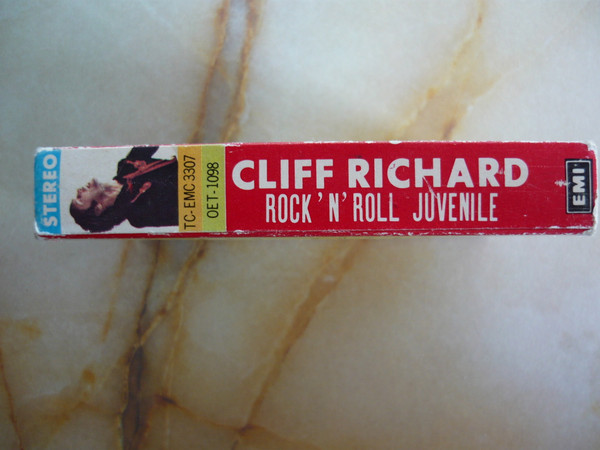 STEREO
TC-EMC 3307
OET-1098
CLIFF RICHARD
ROCK 'N' ROLL JUVENILE
EMI